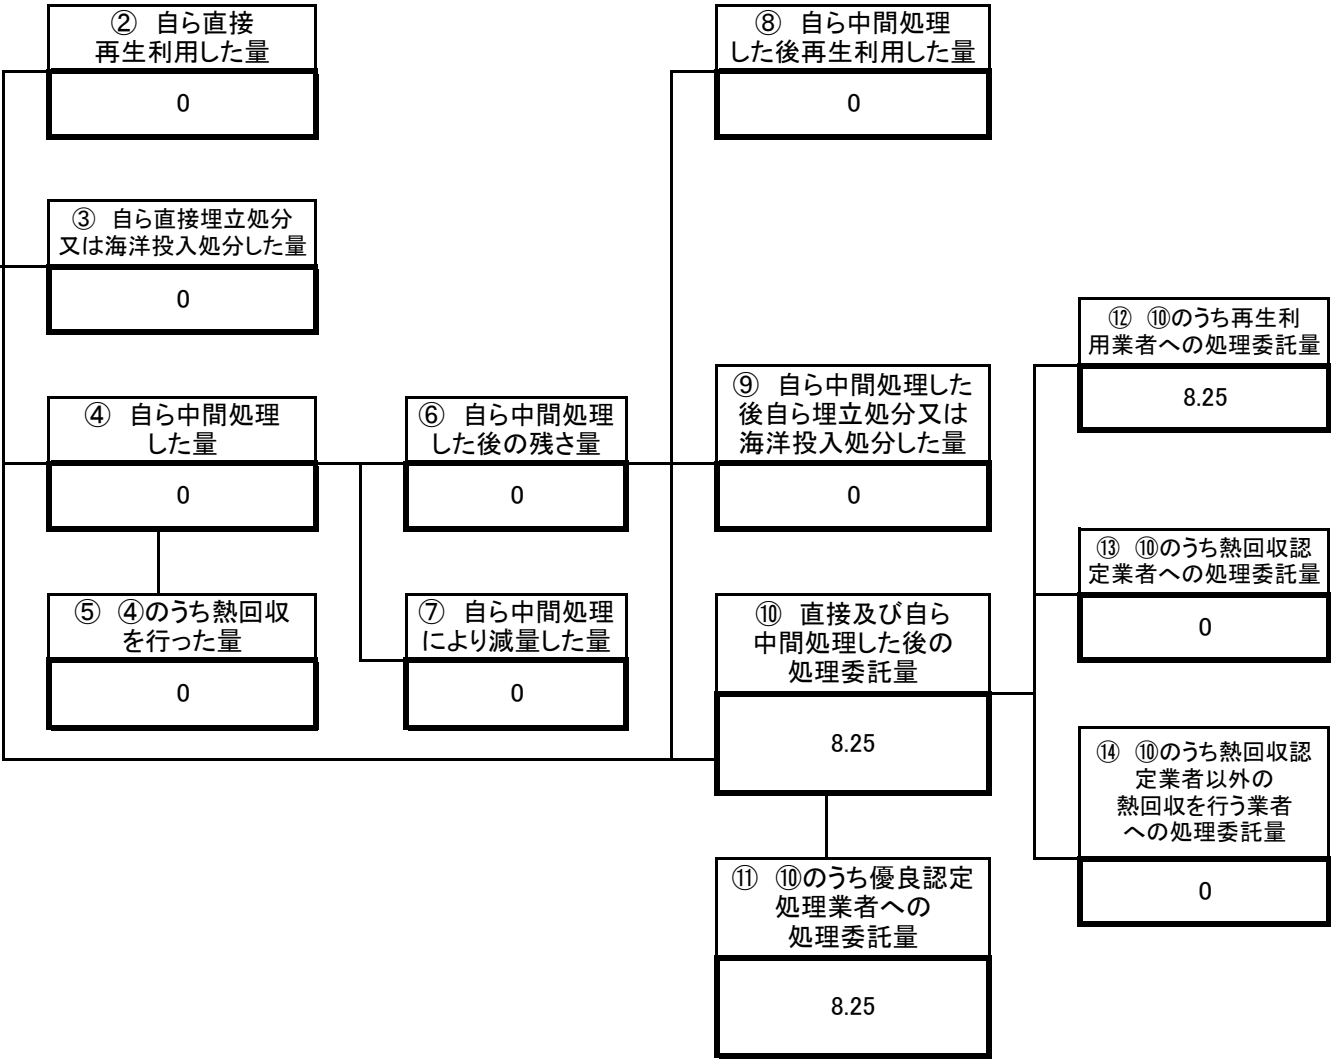 ② 自ら直接
再生利用した量
0
③ 自ら直接埋立処分
又は海洋投入処分した量
0
④ 自ら中間処理
した量
0
⑤ ④のうち熱回収
を行った量
0
⑥ 自ら中間処理
した後の残さ量
0
⑦ 自ら中間処理
により減量した量
0
⑧ 自ら中間処理
した後再生利用した量
0
⑨ 自ら中間処理した
後自ら埋立処分又は
海洋投入処分した量
0
⑩ 直接及び自ら
中間処理した後の
処理委託量
8.25
⑪ ⑩のうち優良認定
処理業者への
処理委託量
8.25
⑫ ⑩のうち再生利
用業者への処理委託量
8.25
⑬ ⑩のうち熱回収認
定業者への処理委託量
0
⑭ ⑩のうち熱回収認
定業者以外の
熱回収を行う業者
への処理委託量
0